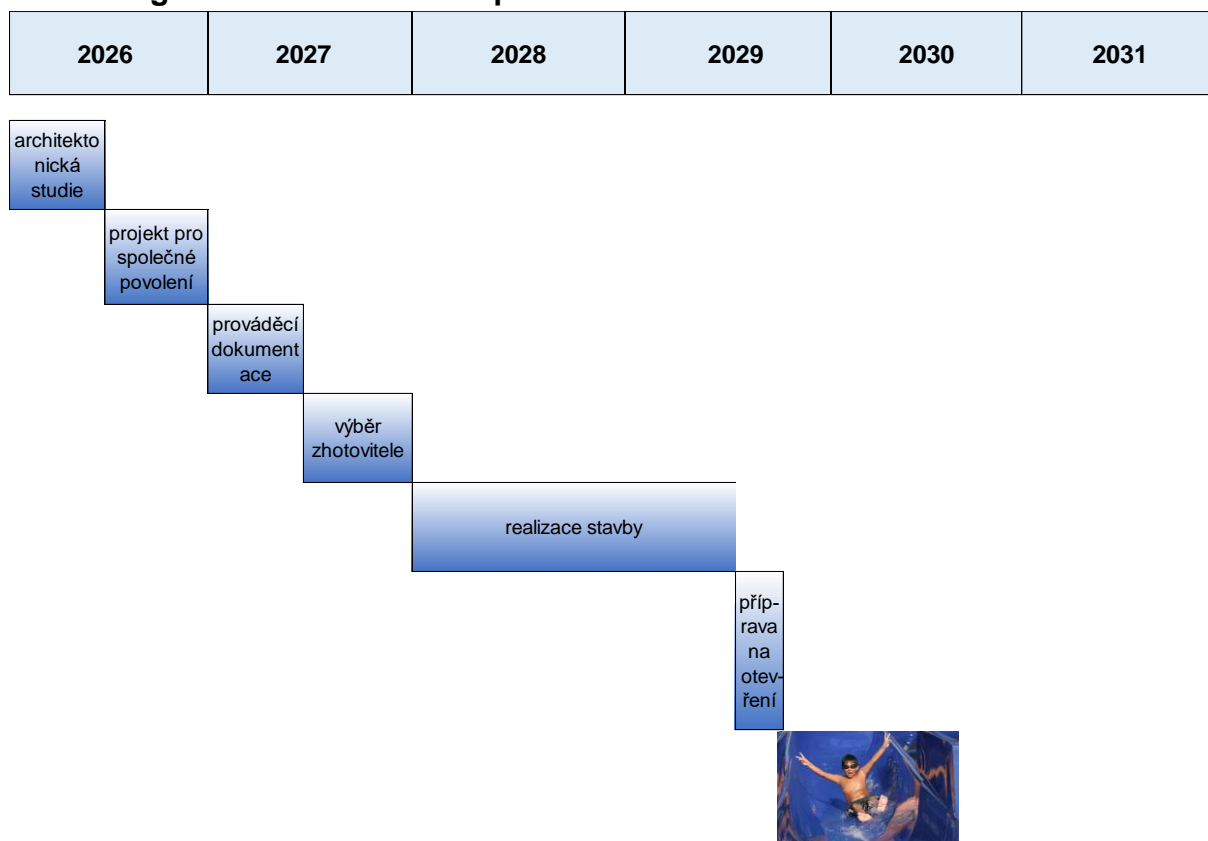 2026 2027 2028 2029 2030 2031
architekto
nická
studie
projekt pro
společné
povolení
prováděcí
dokument
ace
výběr
zhotovitele
realizace stavby
příp-
rava
na
otev-
ření